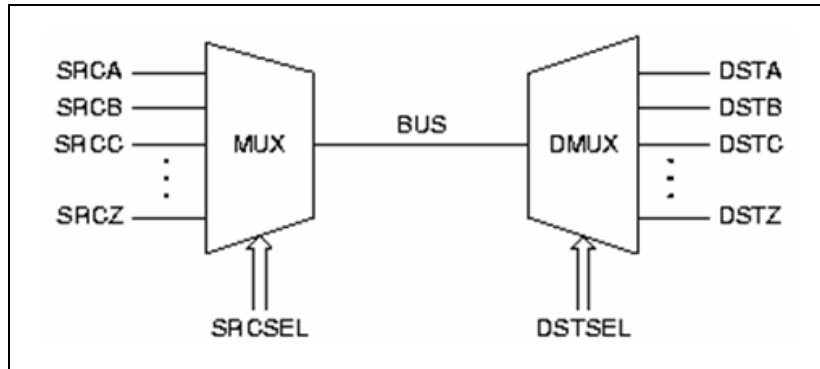 SRCA
SRCB
SRCC
SRCZ
MUX
BUS
DMUX
DSTA
DSTB
DSTC
DSTZ
SRCSEL
DSTSEL